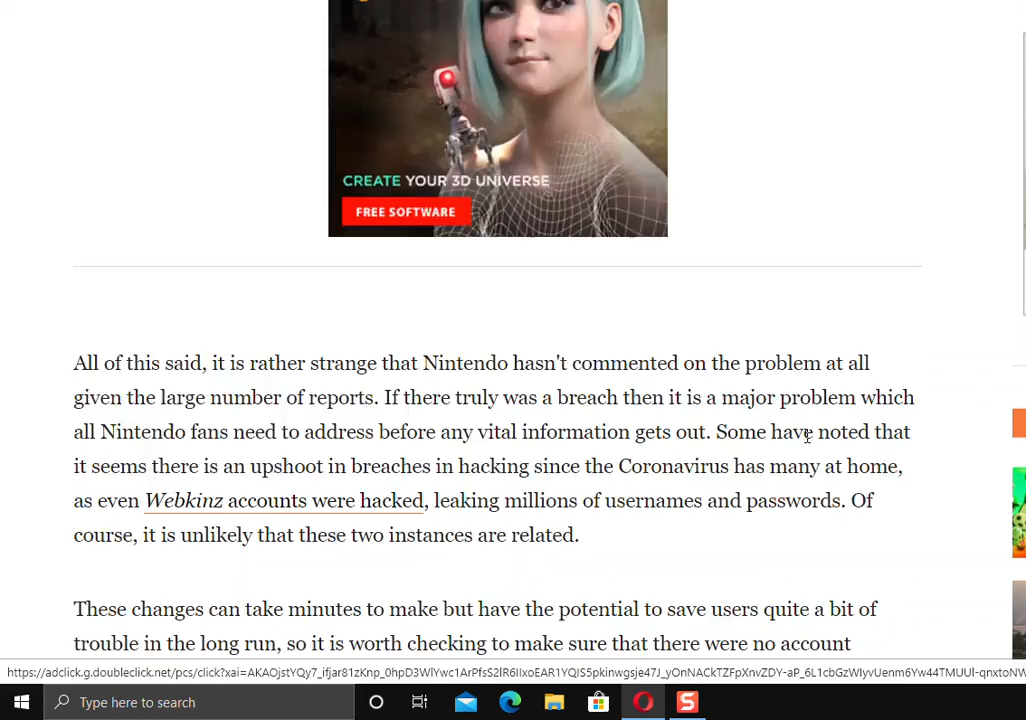 CREATE YOUR 3D UNIVERSE
FREE SOFTWARE
All of this said, it is rather strange that Nintendo hasn't commented on the problem at all
given the large number of reports. If there truly was a breach then it is a major problem which
all Nintendo fans need to address before any vital information gets out. Some have noted that
it seems there is an upshoot in breaches in hacking since the Coronavirus has many at home,
as even Webkinz accounts were hacked, leaking millions of usernames and passwords. Of
course, it is unlikely that these two instances are related.
These changes can take minutes to make but have the potential to save users quite a bit of
trouble in the long run, so it is worth checking to make sure that there were no account
Type here to search